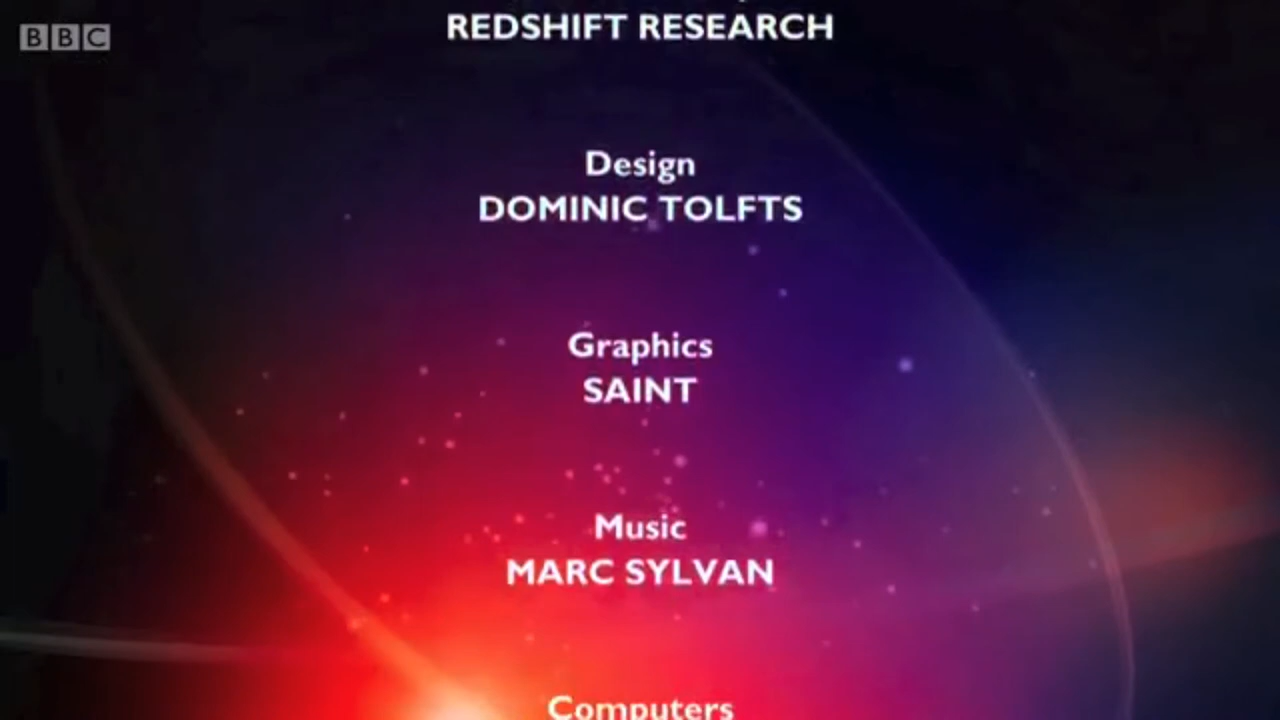 BBC
REDSHIFT RESEARCH
Design
DOMINIC TOLFTS
Graphics
SAINT
Music
MARC SYLVAN
Computers